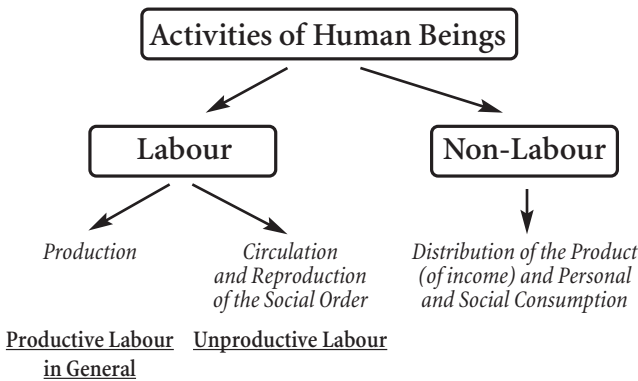 Activities of Human Beings
Labour
Non-Labour
Production
Circulation
and Reproduction
of the Social Order
Distribution of the Product
(of income) and Personal
and Social Consumption
Productive Labour
in General
Unproductive Labour